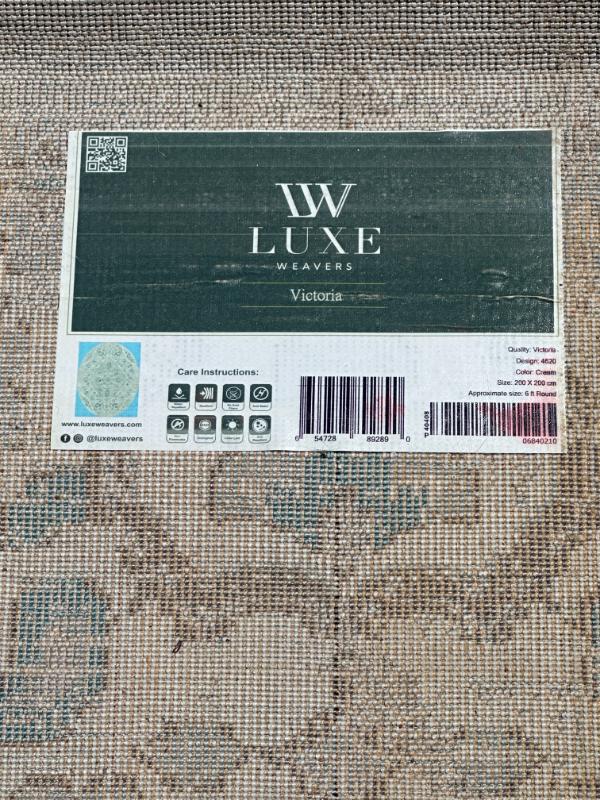 LW
LUXE
WEAVERS
Victoria
Quality: Victoria
Design: 4620
Color: Cream
Size: 200 X 200 cm
Approximate size: 6 ft Round
Care Instructions:
www.luxeweavers.com
@luxeweavers
6 54728 89289 0
06840210